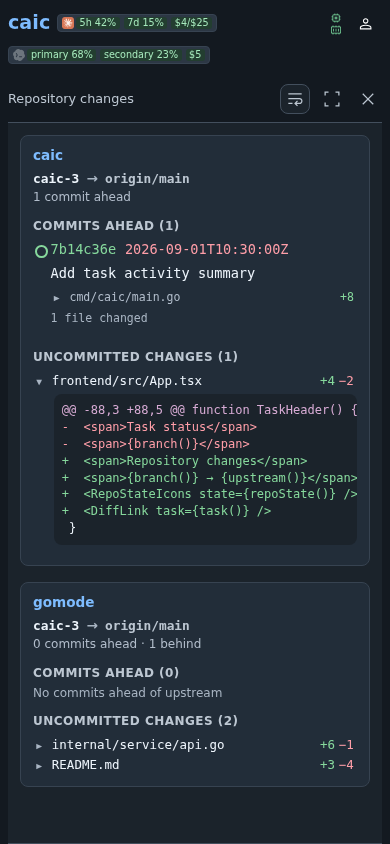 caic 5h 42% 7d 15% $4/$25
primary 68% secondary 23% $5
Repository changes
caic
caic-3 → origin/main
1 commit ahead
COMMITS AHEAD (1)
7b14c36e 2026-09-01T10:30:00Z
Add task activity summary
▸ cmd/caic/main.go +8
1 file changed
UNCOMMITTED CHANGES (1)
▾ frontend/src/App.tsx +4 −2
@@ -88,3 +88,5 @@ function TaskHeader() {
-  <span>Task status</span>
-  <span>{branch()}</span>
+  <span>Repository changes</span>
+  <span>{branch()} → {upstream()}</span>
+  <RepoStateIcons state={repoState()} />
+  <DiffLink task={task()} />
 }
gomode
caic-3 → origin/main
0 commits ahead · 1 behind
COMMITS AHEAD (0)
No commits ahead of upstream
UNCOMMITTED CHANGES (2)
▸ internal/service/api.go +6 −1
▸ README.md +3 −4